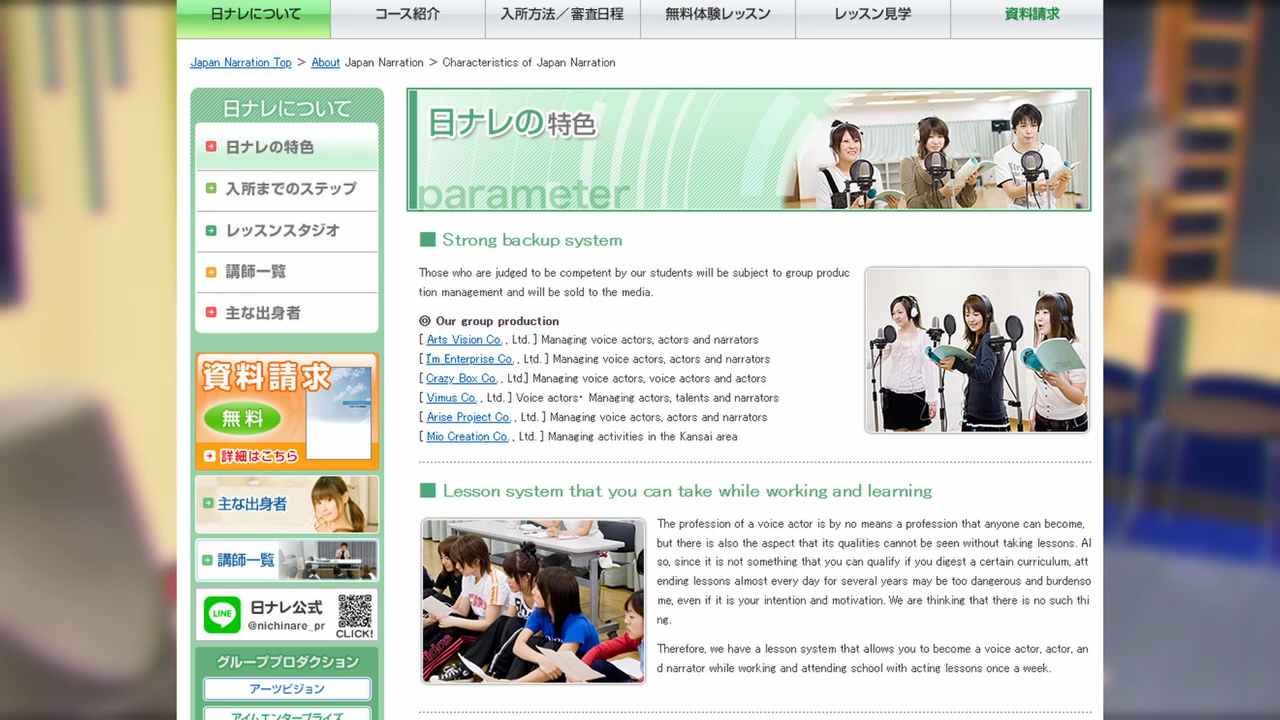 日ナレについて
コース紹介
入所方法／審査日程
無料体験レッスン
レッスン見学
資料請求
Japan Narration Top > About Japan Narration > Characteristics of Japan Narration
日ナレについて
日ナレの特色
入所までのステップ
レッスンスタジオ
講師一覧
主な出身者
資料請求
無料
詳細はこちら
主な出身者
講師一覧
LINE
日ナレ公式
@nichinare_pr
CLICK!
グループプロダクション
アーツビジョン
アイムエンタープライズ
日ナレの特色
parameter
Strong backup system
Those who are judged to be competent by our students will be subject to group produc
tion management and will be sold to the media.
◎ Our group production
[ Arts Vision Co. , Ltd. ] Managing voice actors, actors and narrators
[ I'm Enterprise Co. , Ltd. ] Managing voice actors, actors and narrators
[ Crazy Box Co. , Ltd.] Managing voice actors, voice actors and actors
[ Vimus Co. , Ltd. ] Voice actors・ Managing actors, talents and narrators
[ Arise Project Co. , Ltd. ] Managing voice actors, actors and narrators
[ Mio Creation Co. , Ltd. ] Managing activities in the Kansai area
Lesson system that you can take while working and learning
The profession of a voice actor is by no means a profession that anyone can become,
but there is also the aspect that its qualities cannot be seen without taking lessons. Al
so, since it is not something that you can qualify if you digest a certain curriculum, att
ending lessons almost every day for several years may be too dangerous and burdenso
me, even if it is your intention and motivation. We are thinking that there is no such thi
ng.
Therefore, we have a lesson system that allows you to become a voice actor, actor, an
d narrator while working and attending school with acting lessons once a week.